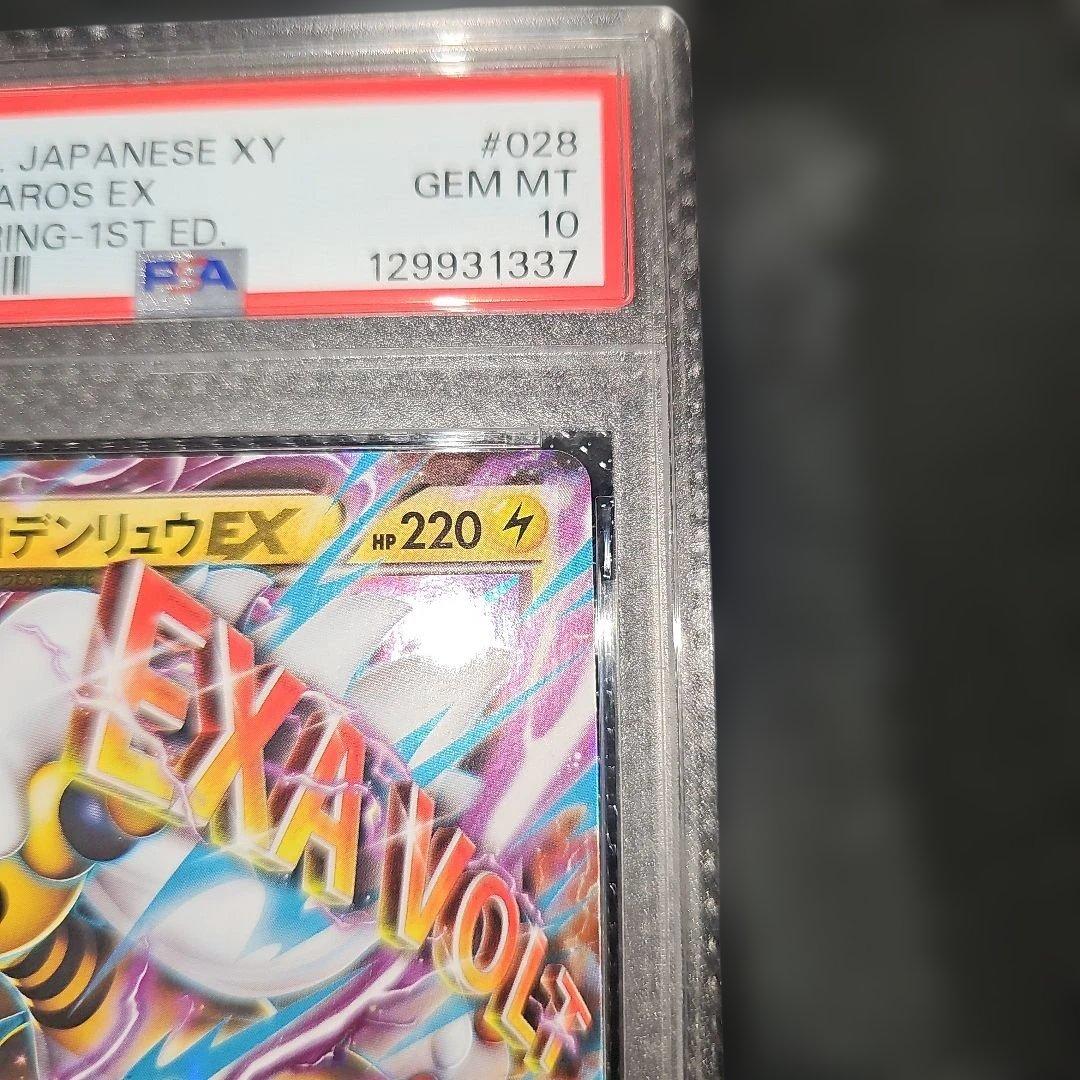 . JAPANESE XY #028
AROS EX GEM MT
RING-1ST ED. 10
PSA 129931337
デンリュウEX HP 220
EXA VOLT